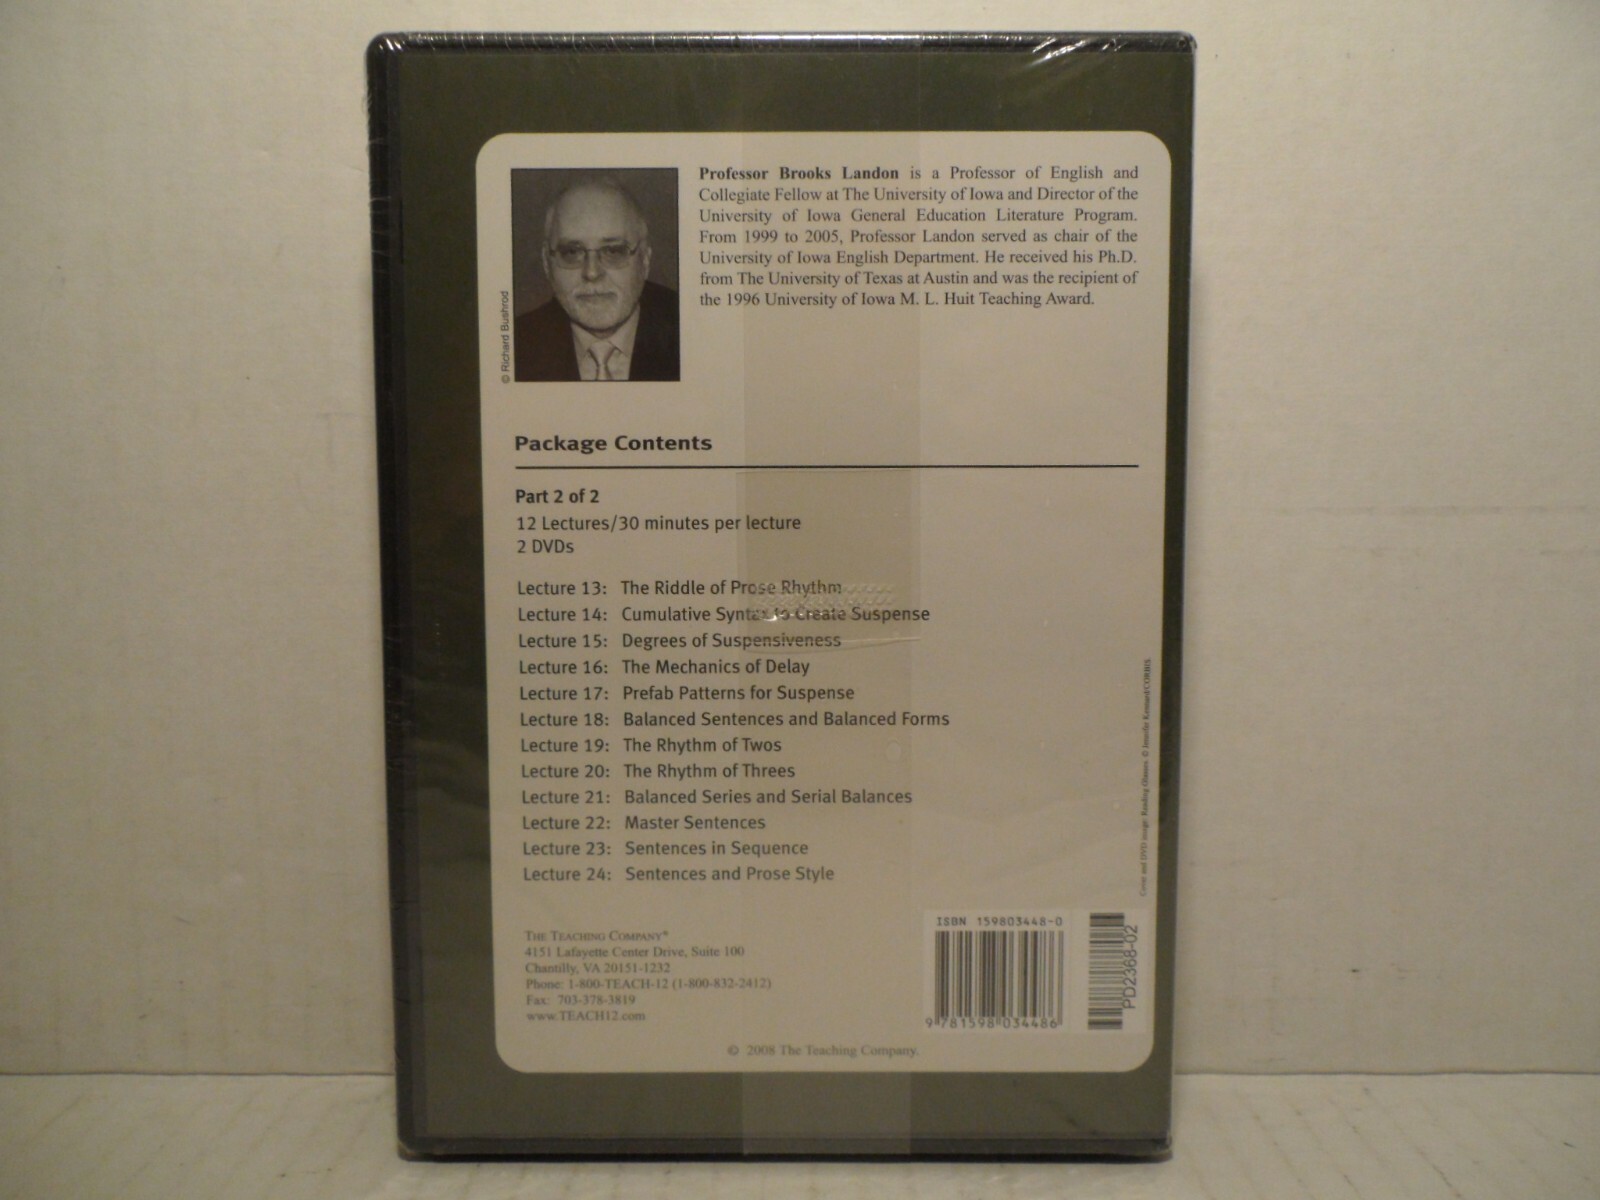 Professor Brooks Landon is a Professor of English and
Collegiate Fellow at The University of Iowa and Director of the
University of Iowa General Education Literature Program.
From 1999 to 2005, Professor Landon served as chair of the
University of Iowa English Department. He received his Ph.D.
from The University of Texas at Austin and was the recipient of
the 1996 University of Iowa M. L. Huit Teaching Award.
© Richard Bushrod
Package Contents
Part 2 of 2
12 Lectures/30 minutes per lecture
2 DVDs
Lecture 13: The Riddle of Prose Rhythm
Lecture 14: Cumulative Syntax to Create Suspense
Lecture 15: Degrees of Suspensiveness
Lecture 16: The Mechanics of Delay
Lecture 17: Prefab Patterns for Suspense
Lecture 18: Balanced Sentences and Balanced Forms
Lecture 19: The Rhythm of Twos
Lecture 20: The Rhythm of Threes
Lecture 21: Balanced Series and Serial Balances
Lecture 22: Master Sentences
Lecture 23: Sentences in Sequence
Lecture 24: Sentences and Prose Style
Cover and DVD image: Reading Glasses. © Jennifer Kennard/CORBIS.
THE TEACHING COMPANY®
4151 Lafayette Center Drive, Suite 100
Chantilly, VA 20151-1232
Phone: 1-800-TEACH-12 (1-800-832-2412)
Fax: 703-378-3819
www.TEACH12.com
ISBN 159803448-0
9 781598 034486
PD2368-02
© 2008 The Teaching Company.